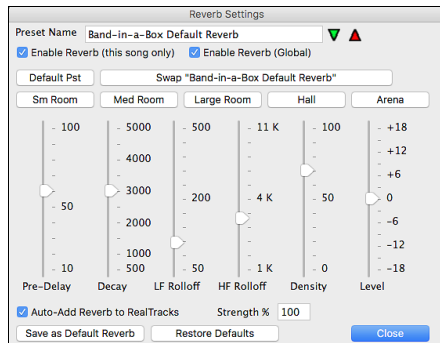 Reverb Settings
Preset Name Band-in-a-Box Default Reverb
Enable Reverb (this song only) Enable Reverb (Global)
Default Pst Swap "Band-in-a-Box Default Reverb"
Sm Room Med Room Large Room Hall Arena
100 5000 500 11 K 100 +18
4000 +12
+6
50 3000 200 4 K 50 0
2000 -6
1000 -12
10 500 50 1 K 0 -18
Pre-Delay Decay LF Rolloff HF Rolloff Density Level
Auto-Add Reverb to RealTracks Strength % 100
Save as Default Reverb Restore Defaults Close